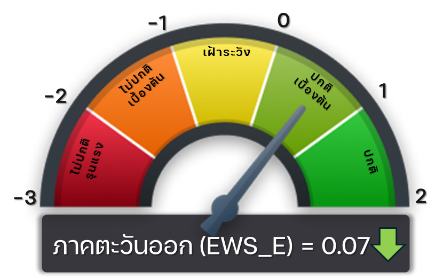 -1
0
-2
1
-3
2
ไม่ปกติ
รุนแรง
ไม่ปกติ
เบื้องต้น
เฝ้าระวัง
ปกติ
เบื้องต้น
ปกติ
ภาคตะวันออก (EWS_E) = 0.07